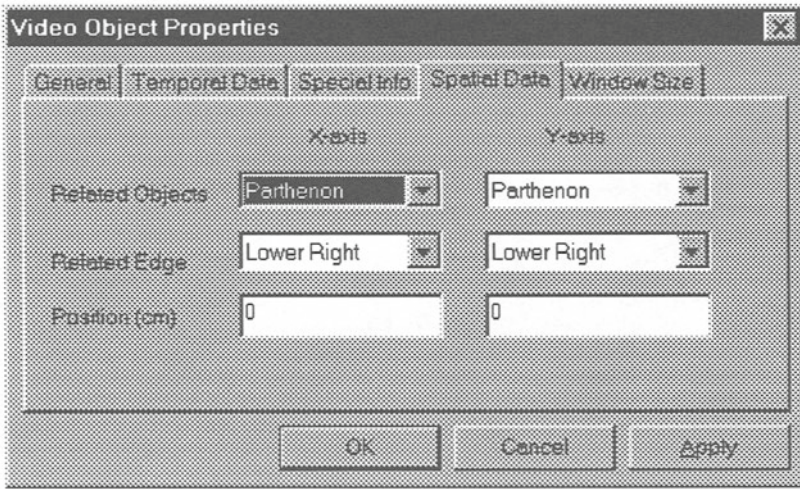 Video Object Properties
General Temporal Data Special Info Spatial Data Window Size
X-axis Y-axis
Related Objects Parthenon Parthenon
Related Edge Lower Right Lower Right
Position (cm) 0 0
OK Cancel Apply